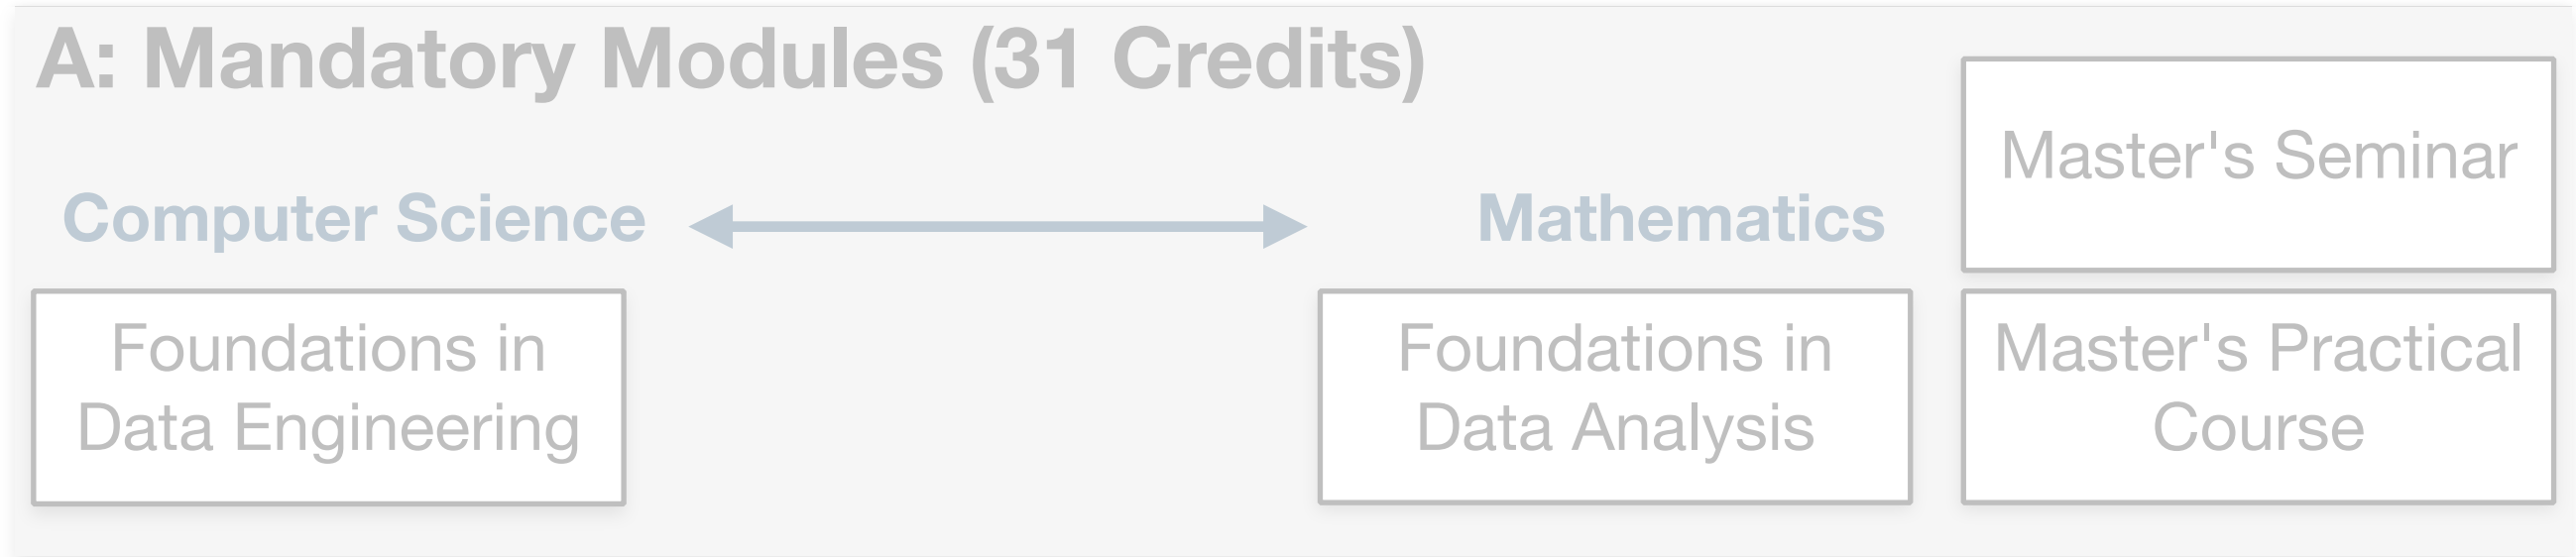 A: Mandatory Modules (31 Credits)
Computer Science
Mathematics
Foundations in
Data Engineering
Foundations in
Data Analysis
Master's Seminar
Master's Practical
Course